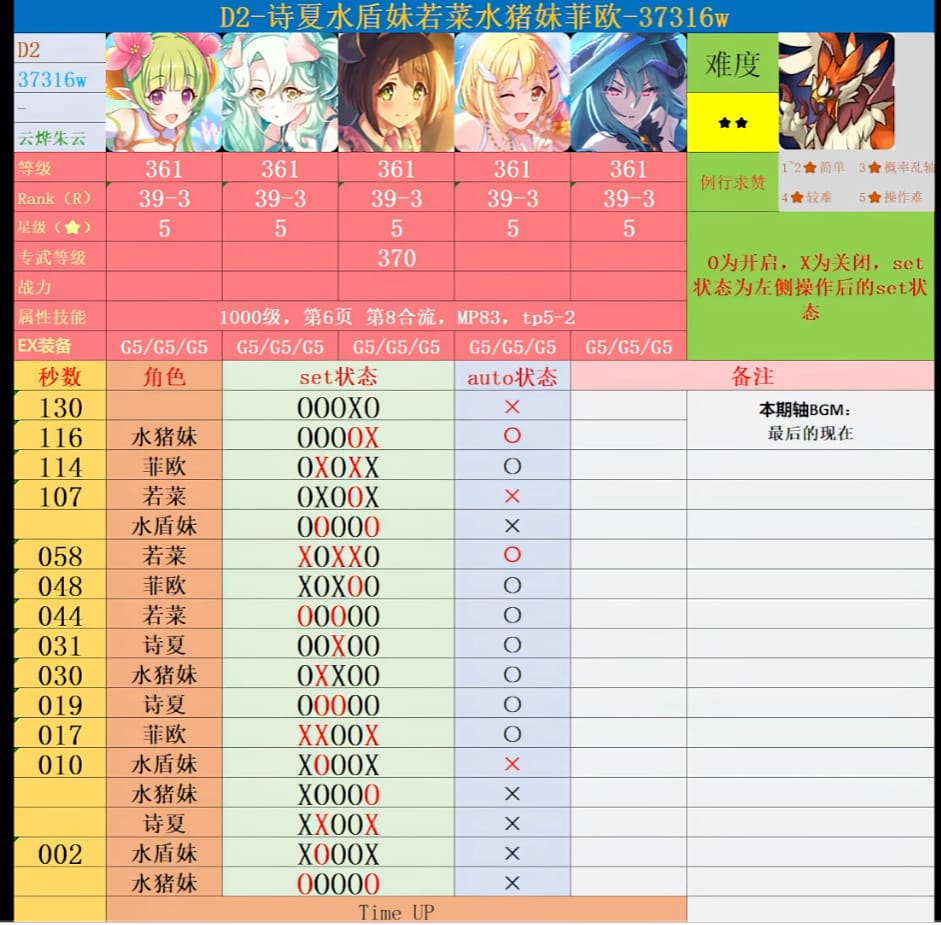 D2-诗夏水盾妹若菜水猪妹菲欧-37316w
D2
37316w
-
云烨朱云
难度
★★
等级 361 361 361 361 361
Rank（R） 39-3 39-3 39-3 39-3 39-3
星级（★） 5 5 5 5 5
专武等级 370
战力
属性技能 1000级，第6页 第8合流，MP83，tp5-2
EX装备 G5/G5/G5 G5/G5/G5 G5/G5/G5 G5/G5/G5 G5/G5/G5
例行求赞
1~2★简单 3★概率乱轴
4★较难 5★操作难
O为开启，X为关闭，set
状态为左侧操作后的set状
态
秒数 角色 set状态 auto状态 备注
130 OOOXO ×
116 水猪妹 OOOOX O
114 菲欧 OXOXX O
107 若菜 OXOOX ×
水盾妹 OOOOO ×
058 若菜 XOXXO O
048 菲欧 XOXOO O
044 若菜 OOOOO O
031 诗夏 OOXOO O
030 水猪妹 OXXOO O
019 诗夏 OOOOO O
017 菲欧 XXOOX O
010 水盾妹 XOOOX ×
水猪妹 XOOOO ×
诗夏 XXOOX ×
002 水盾妹 XOOOX ×
水猪妹 OOOOO ×
Time UP
本期轴BGM：
最后的现在